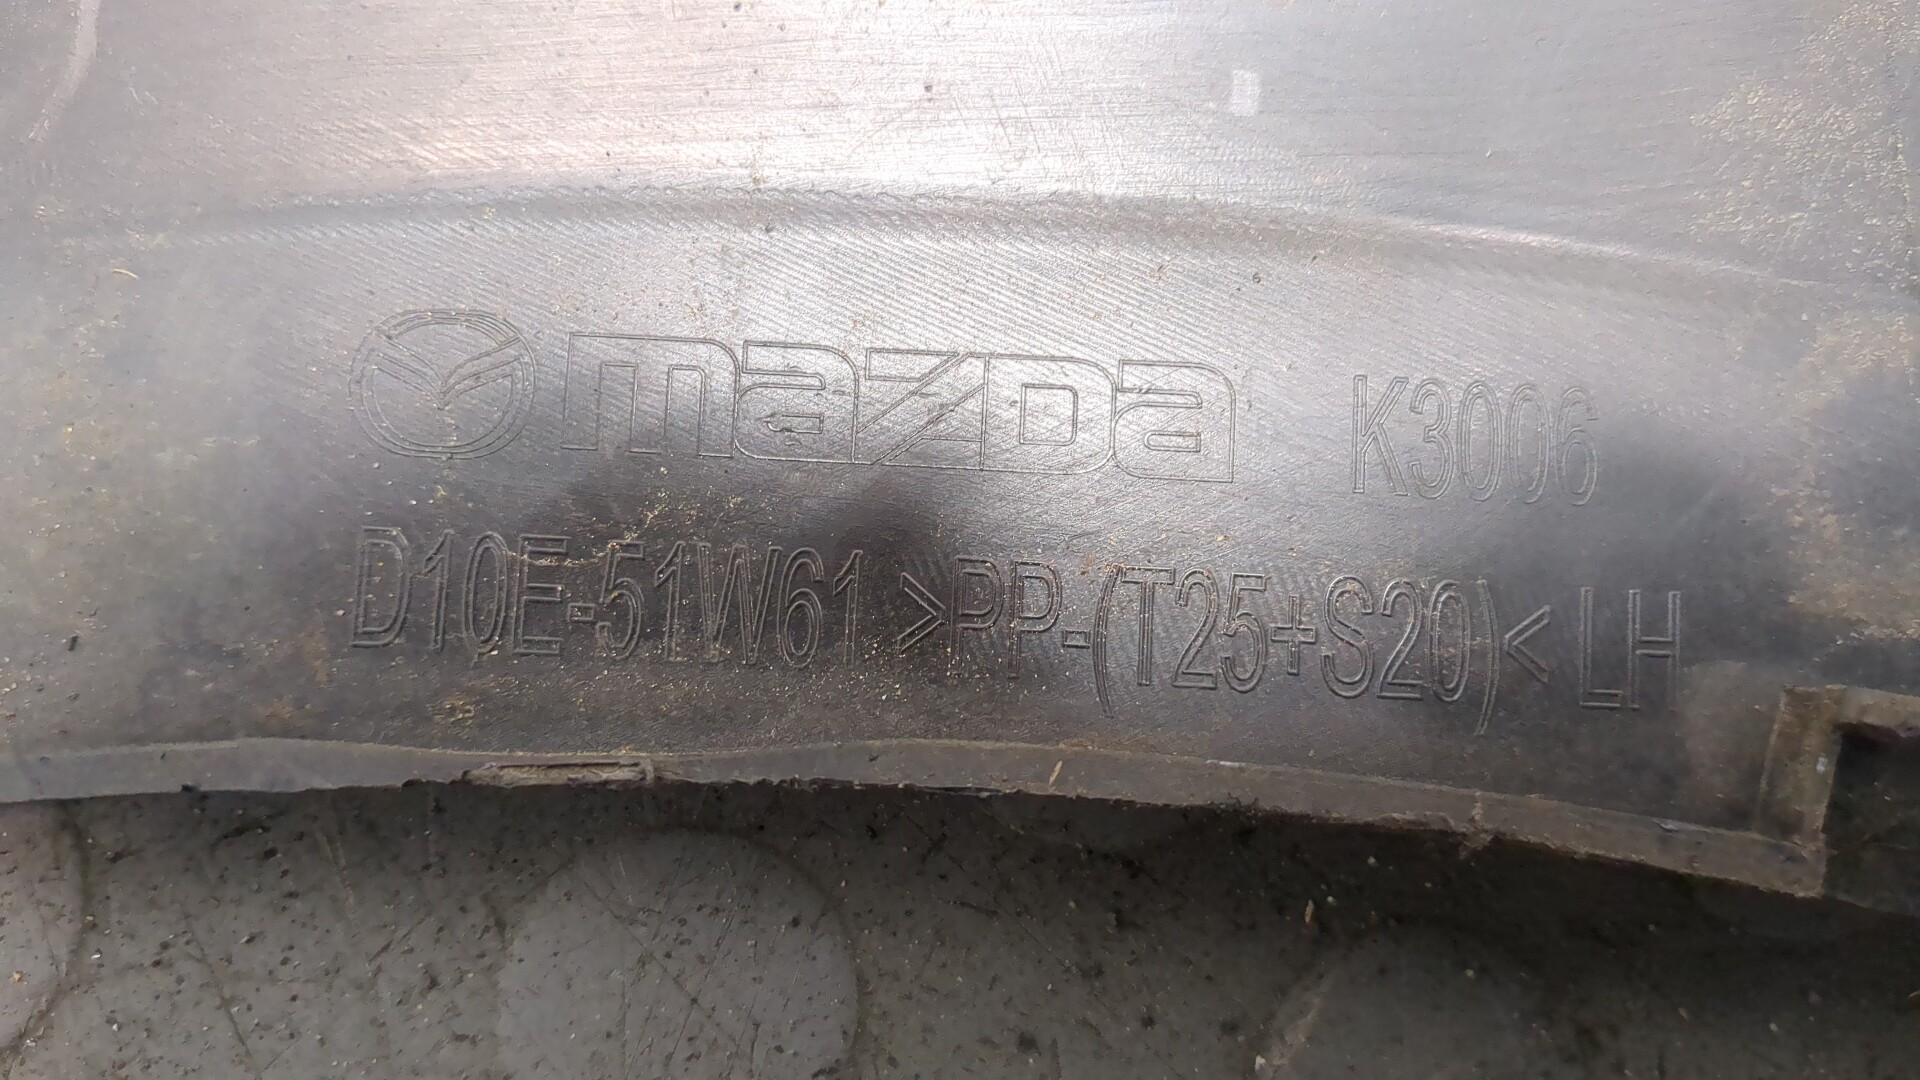 mazda K3006
D10E-51W61 >PP-(T25+S20)< LH